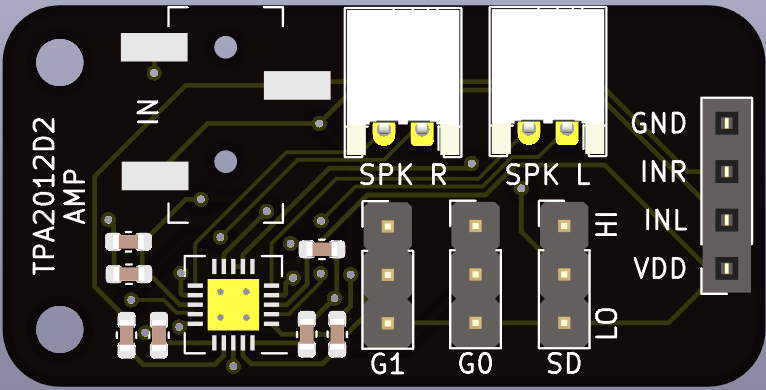 TPA2012D2
AMP
IN
SPK R
SPK L
GND
INR
INL
VDD
HI
LO
G1
G0
SD